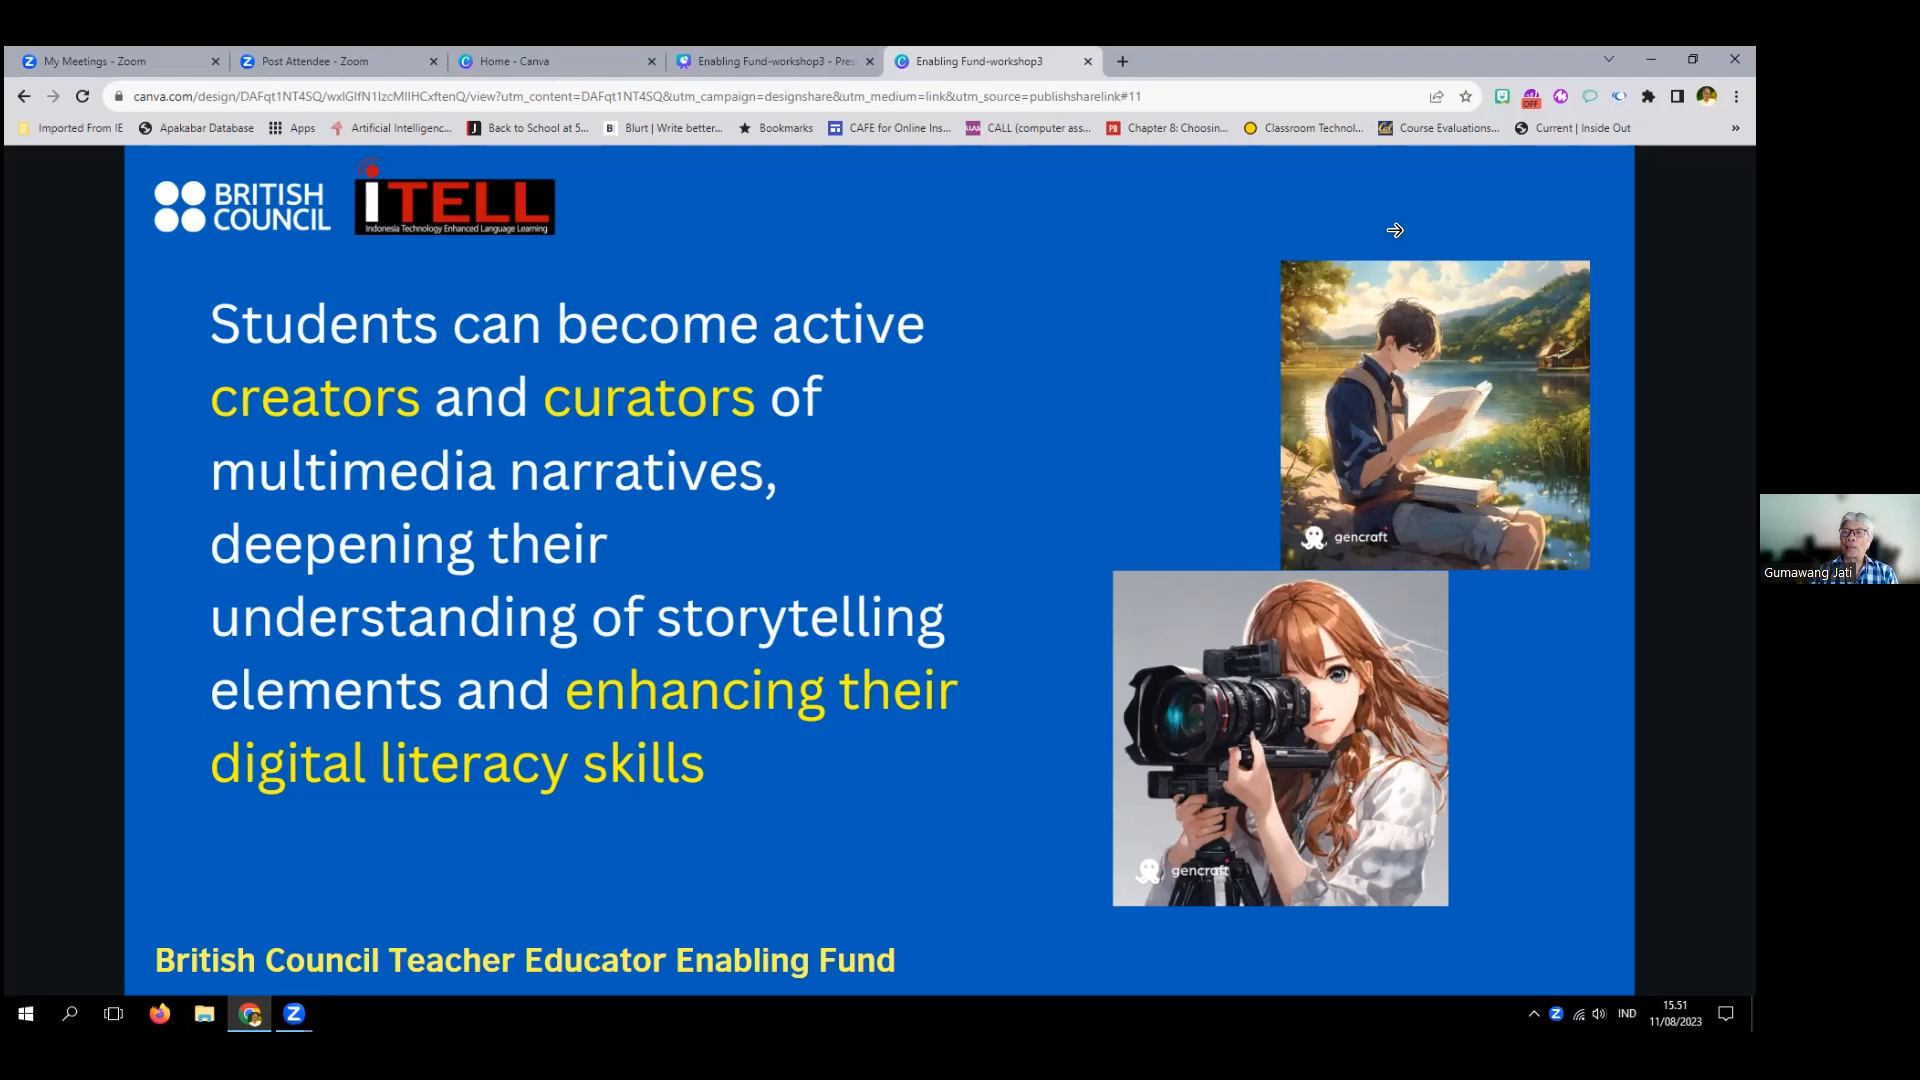 My Meetings - Zoom
Post Attendee - Zoom
Home - Canva
Enabling Fund-workshop3 - Pres
Enabling Fund-workshop3
canva.com/design/DAFqt1NT4SQ/wxlGIfN1IzcMIIHCxftenQ/view?utm_content=DAFqt1NT4SQ&utm_campaign=designshare&utm_medium=link&utm_source=publishsharelink#11
OFF
Imported From IE
Apakabar Database
Apps
Artificial Intelligenc...
Back to School at 5...
Blurt | Write better...
Bookmarks
CAFE for Online Ins...
CALL (computer ass...
Chapter 8: Choosin...
Classroom Technol...
Course Evaluations...
Current | Inside Out
BRITISH
COUNCIL
iTELL
Indonesia Technology Enhanced Language Learning
Students can become active
creators and curators of
multimedia narratives,
deepening their
understanding of storytelling
elements and enhancing their
digital literacy skills
gencraft
gencraft
Gumawang Jati
British Council Teacher Educator Enabling Fund
IND
15.51
11/08/2023